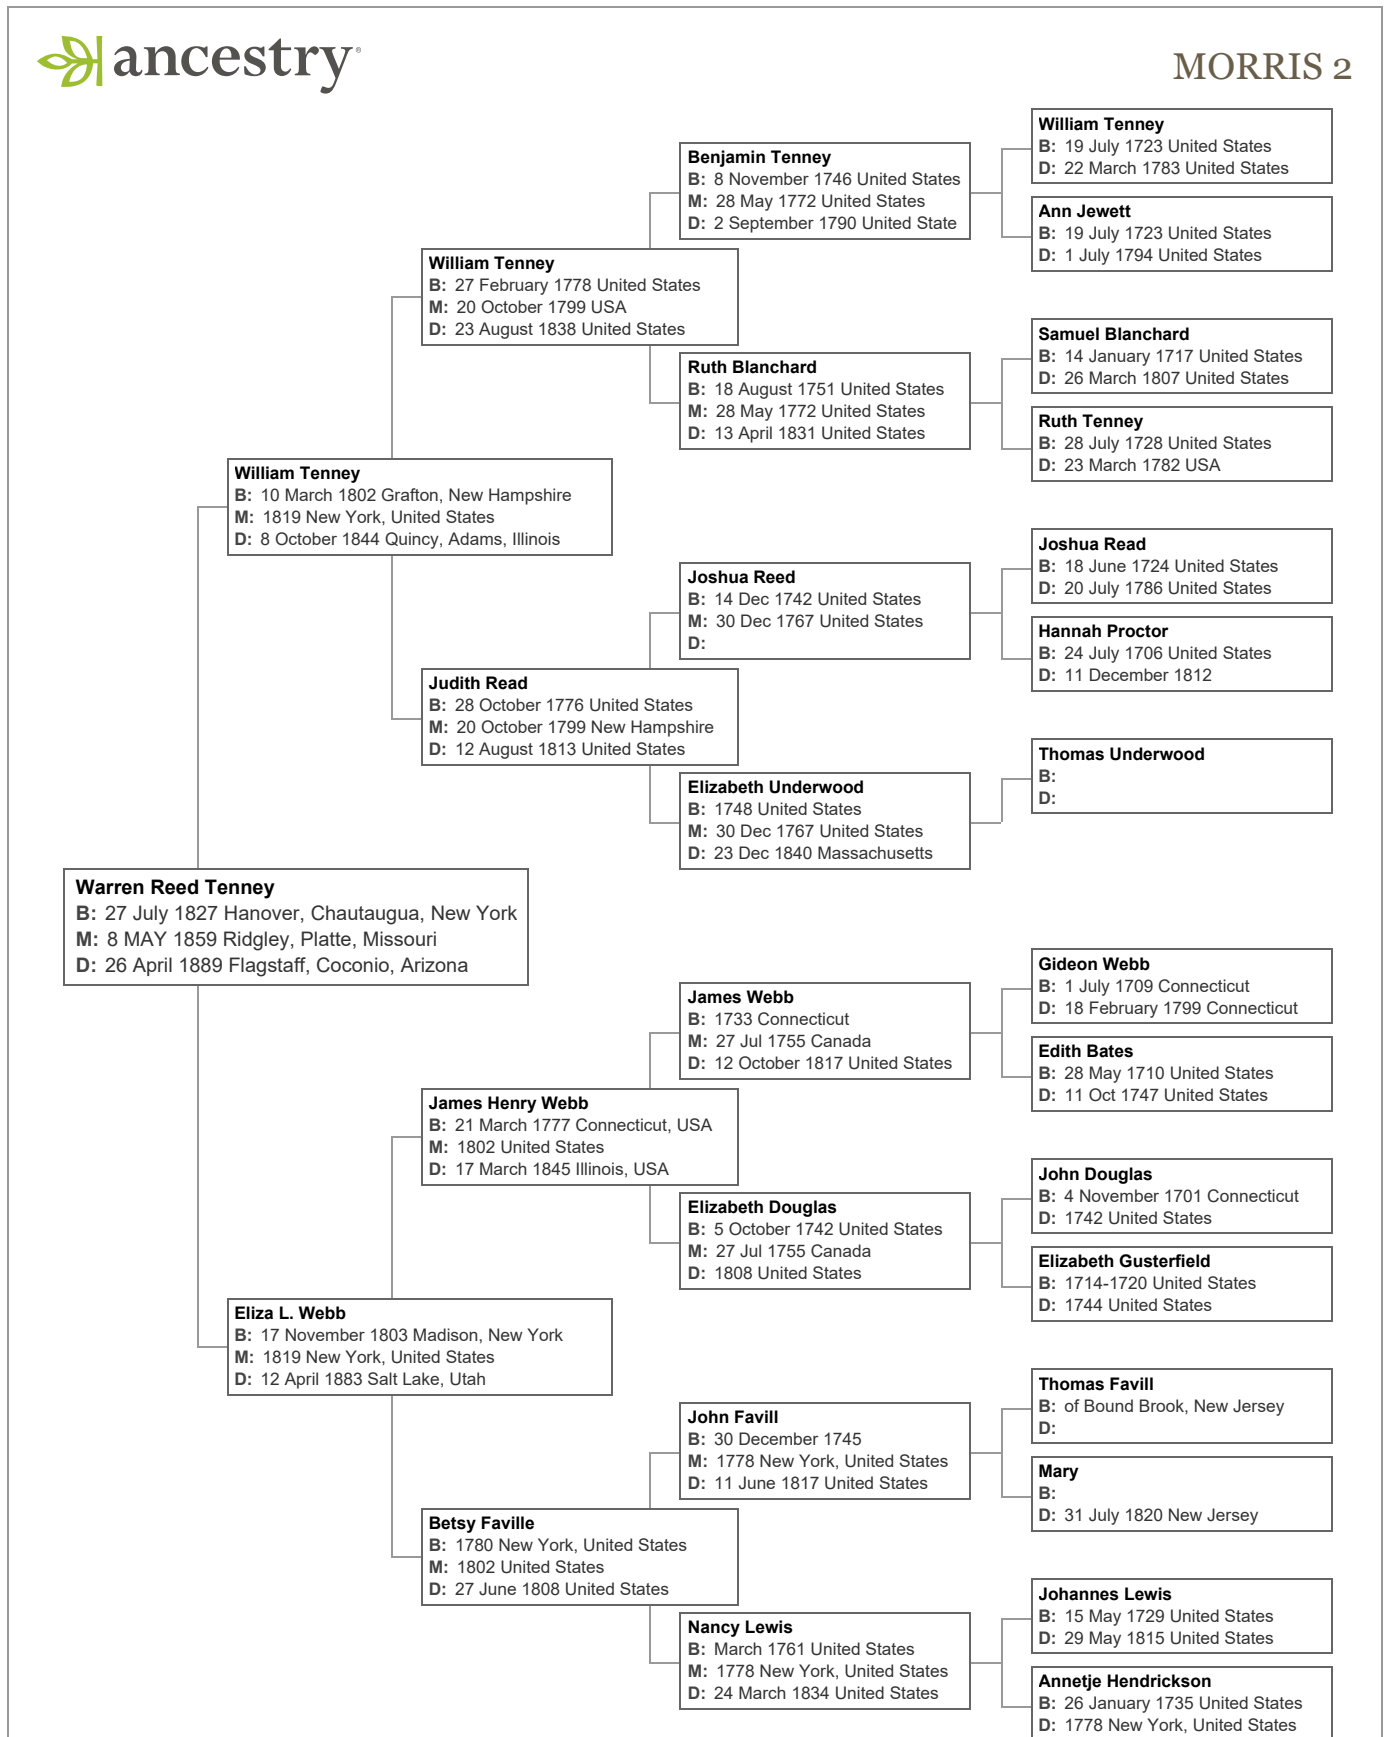 ancestry®
MORRIS 2
William Tenney
B: 19 July 1723 United States
D: 22 March 1783 United States
Benjamin Tenney
B: 8 November 1746 United States
M: 28 May 1772 United States
D: 2 September 1790 United State
Ann Jewett
B: 19 July 1723 United States
D: 1 July 1794 United States
William Tenney
B: 27 February 1778 United States
M: 20 October 1799 USA
D: 23 August 1838 United States
Samuel Blanchard
B: 14 January 1717 United States
D: 26 March 1807 United States
Ruth Blanchard
B: 18 August 1751 United States
M: 28 May 1772 United States
D: 13 April 1831 United States
Ruth Tenney
B: 28 July 1728 United States
D: 23 March 1782 USA
William Tenney
B: 10 March 1802 Grafton, New Hampshire
M: 1819 New York, United States
D: 8 October 1844 Quincy, Adams, Illinois
Joshua Read
B: 18 June 1724 United States
D: 20 July 1786 United States
Joshua Reed
B: 14 Dec 1742 United States
M: 30 Dec 1767 United States
D:
Hannah Proctor
B: 24 July 1706 United States
D: 11 December 1812
Judith Read
B: 28 October 1776 United States
M: 20 October 1799 New Hampshire
D: 12 August 1813 United States
Thomas Underwood
B:
D:
Elizabeth Underwood
B: 1748 United States
M: 30 Dec 1767 United States
D: 23 Dec 1840 Massachusetts
Warren Reed Tenney
B: 27 July 1827 Hanover, Chautaugua, New York
M: 8 MAY 1859 Ridgley, Platte, Missouri
D: 26 April 1889 Flagstaff, Coconio, Arizona
Gideon Webb
B: 1 July 1709 Connecticut
D: 18 February 1799 Connecticut
James Webb
B: 1733 Connecticut
M: 27 Jul 1755 Canada
D: 12 October 1817 United States
Edith Bates
B: 28 May 1710 United States
D: 11 Oct 1747 United States
James Henry Webb
B: 21 March 1777 Connecticut, USA
M: 1802 United States
D: 17 March 1845 Illinois, USA
John Douglas
B: 4 November 1701 Connecticut
D: 1742 United States
Elizabeth Douglas
B: 5 October 1742 United States
M: 27 Jul 1755 Canada
D: 1808 United States
Elizabeth Gusterfield
B: 1714-1720 United States
D: 1744 United States
Eliza L. Webb
B: 17 November 1803 Madison, New York
M: 1819 New York, United States
D: 12 April 1883 Salt Lake, Utah
Thomas Favill
B: of Bound Brook, New Jersey
D:
John Favill
B: 30 December 1745
M: 1778 New York, United States
D: 11 June 1817 United States
Mary
B:
D: 31 July 1820 New Jersey
Betsy Faville
B: 1780 New York, United States
M: 1802 United States
D: 27 June 1808 United States
Johannes Lewis
B: 15 May 1729 United States
D: 29 May 1815 United States
Nancy Lewis
B: March 1761 United States
M: 1778 New York, United States
D: 24 March 1834 United States
Annetje Hendrickson
B: 26 January 1735 United States
D: 1778 New York, United States